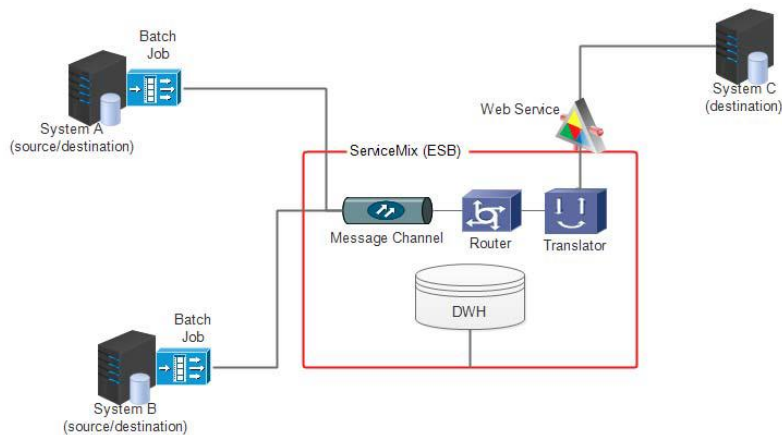 Batch
Job
System A
(source/destination)
System C
(destination)
Web Service
ServiceMix (ESB)
Message Channel
Router
Translator
DWH
Batch
Job
System B
(source/destination)